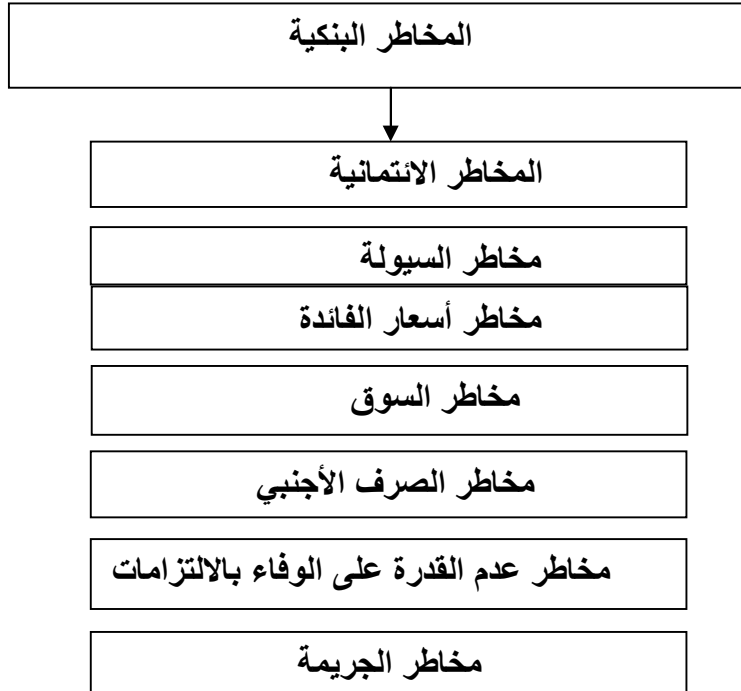 المخاطر البنكية
المخاطر الائتمانية
مخاطر السيولة
مخاطر أسعار الفائدة
مخاطر السوق
مخاطر الصرف الأجنبي
مخاطر عدم القدرة على الوفاء بالالتزامات
مخاطر الجريمة